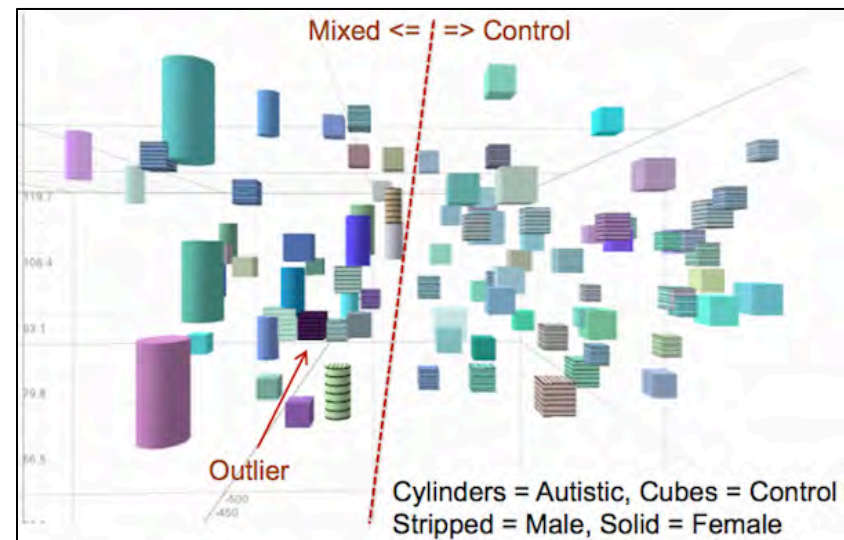 Mixed <= ! => Control
119.7
108.4
93.1
79.8
66.5
Outlier
-500
-450
Cylinders = Autistic, Cubes = Control
Stripped = Male, Solid = Female